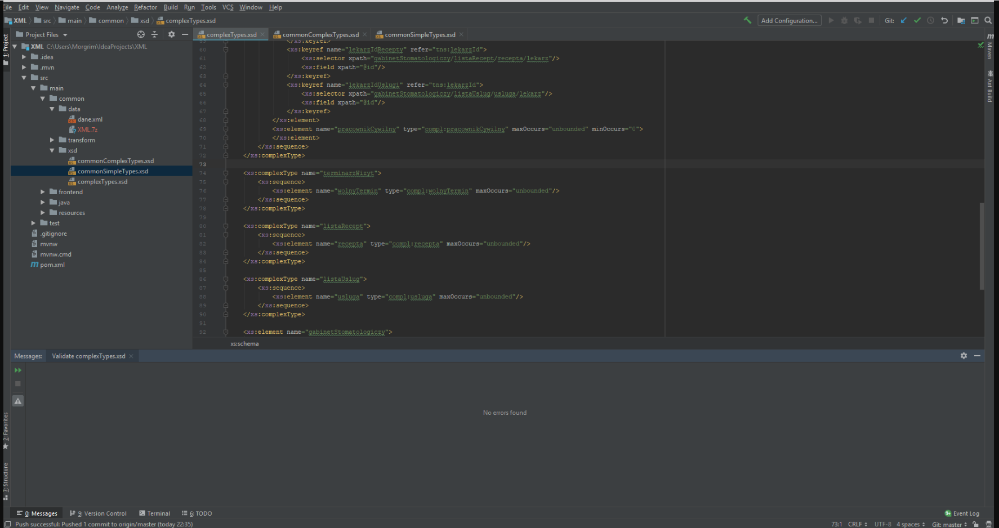 File Edit View Navigate Code Analyze Refactor Build Run Tools VCS Window Help
XML src main common xsd complexTypes.xsd Add Configuration... Git:
1: Project
Project Files
complexTypes.xsd commonComplexTypes.xsd commonSimpleTypes.xsd
XML C:\Users\Morgrim\IdeaProjects\XML
.idea
.mvn
src
main
common
data
dane.xml
XML.7z
transform
xsd
commonComplexTypes.xsd
commonSimpleTypes.xsd
complexTypes.xsd
frontend
java
resources
test
.gitignore
mvnw
mvnw.cmd
pom.xml
59 </xs:keyref>
60 <xs:keyref name="lekarzIdRecepty" refer="tns:lekarzId">
61 <xs:selector xpath="gabinetStomatologiczy/listaRecept/recepta/lekarz"/>
62 <xs:field xpath="@id"/>
63 </xs:keyref>
64 <xs:keyref name="lekarzIdUslugi" refer="tns:lekarzId">
65 <xs:selector xpath="gabinetStomatologiczy/listaUslug/usluga/lekarz"/>
66 <xs:field xpath="@id"/>
67 </xs:keyref>
68 </xs:element>
69 <xs:element name="pracownikCywilny" type="compl:pracownikCywilny" maxOccurs="unbounded" minOccurs="0">
70 </xs:element>
71 </xs:sequence>
72 </xs:complexType>
73
74 <xs:complexType name="terminarzWizyt">
75 <xs:sequence>
76 <xs:element name="wolnyTermin" type="compl:wolnyTermin" maxOccurs="unbounded"/>
77 </xs:sequence>
78 </xs:complexType>
79
80 <xs:complexType name="listaRecept">
81 <xs:sequence>
82 <xs:element name="recepta" type="compl:recepta" maxOccurs="unbounded"/>
83 </xs:sequence>
84 </xs:complexType>
85
86 <xs:complexType name="listaUslug">
87 <xs:sequence>
88 <xs:element name="usluga" type="compl:usluga" maxOccurs="unbounded"/>
89 </xs:sequence>
90 </xs:complexType>
91
92 <xs:element name="gabinetStomatologiczy">
xs:schema
Maven
Ant Build
Messages: Validate complexTypes.xsd
No errors found
2: Favorites
7: Structure
0: Messages 9: Version Control Terminal 6: TODO 9+ Event Log
Push successful: Pushed 1 commit to origin/master (today 22:35) 73:1 CRLF UTF-8 4 spaces Git: master